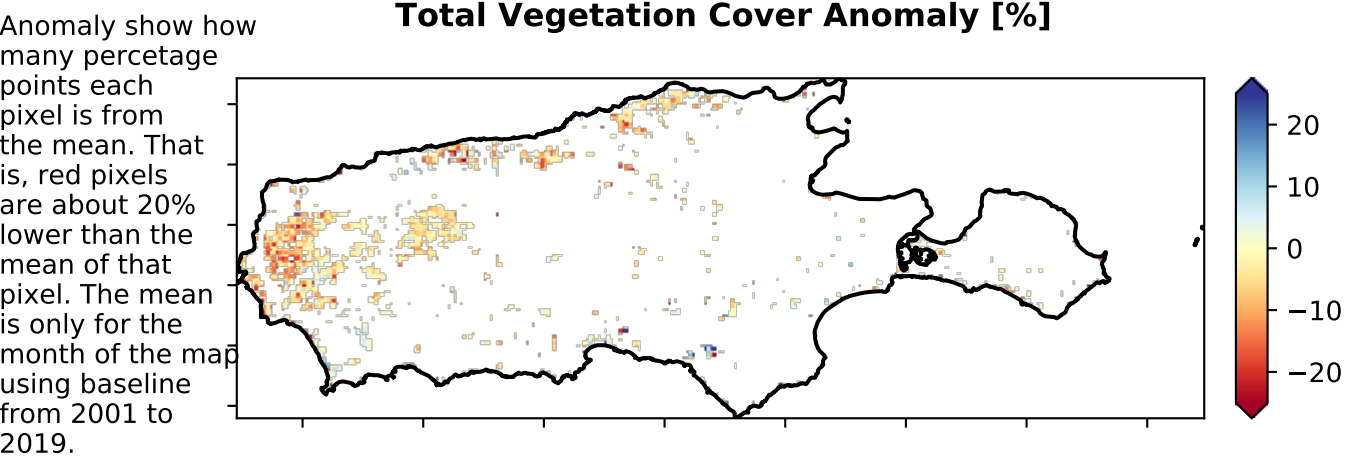 Total Vegetation Cover Anomaly [%]
Anomaly show how
many percetage
points each
pixel is from
the mean. That
is, red pixels
are about 20%
lower than the
mean of that
pixel. The mean
is only for the
month of the map
using baseline
from 2001 to
2019.
20
10
0
−10
−20